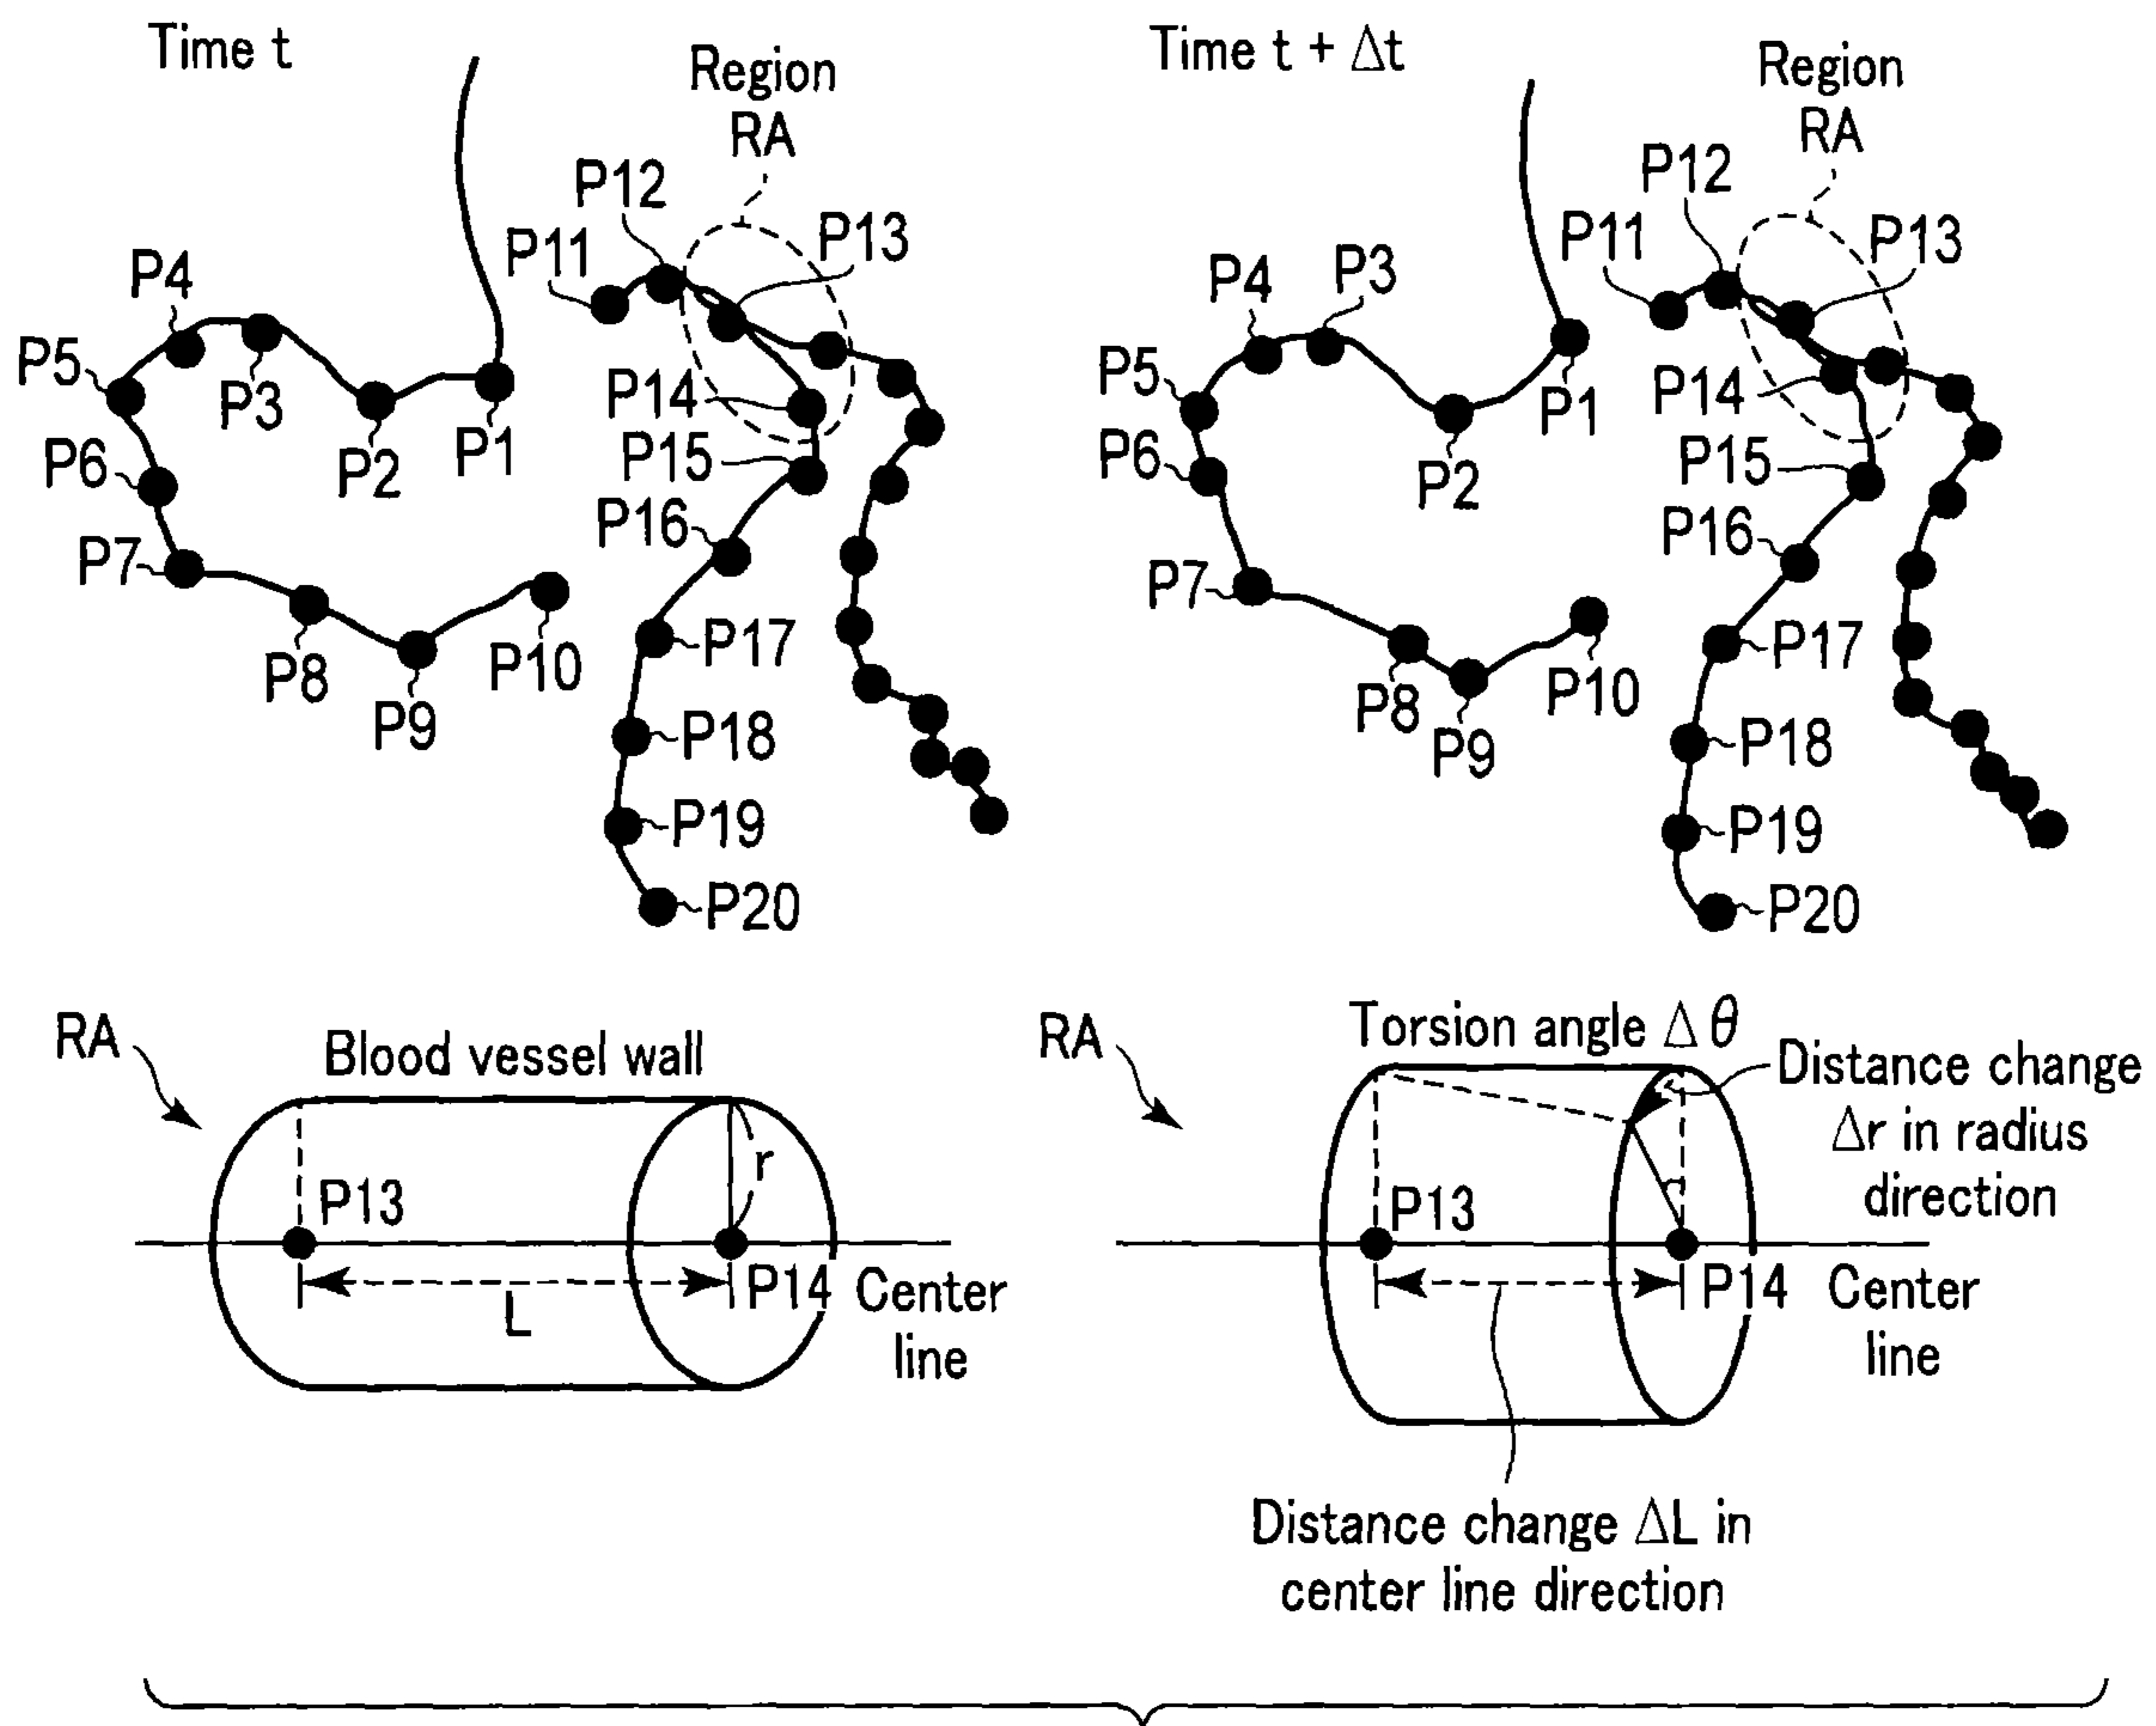 Time t
Region
RA
P12
P11
P13
P4
P5
P3
P14
P2
P1
P6
P15
P16
P7
P17
P8
P10
P9
P18
P19
P20
Time t + Δt
Region
RA
P12
P11
P13
P4
P3
P5
P14
P1
P6
P2
P15
P16
P7
P17
P8
P10
P9
P18
P19
P20
RA
Blood vessel wall
r
P13
P14
L
Center
line
RA
Torsion angle Δθ
Distance change
Δr in radius
direction
P13
P14
Center
line
Distance change ΔL in
center line direction